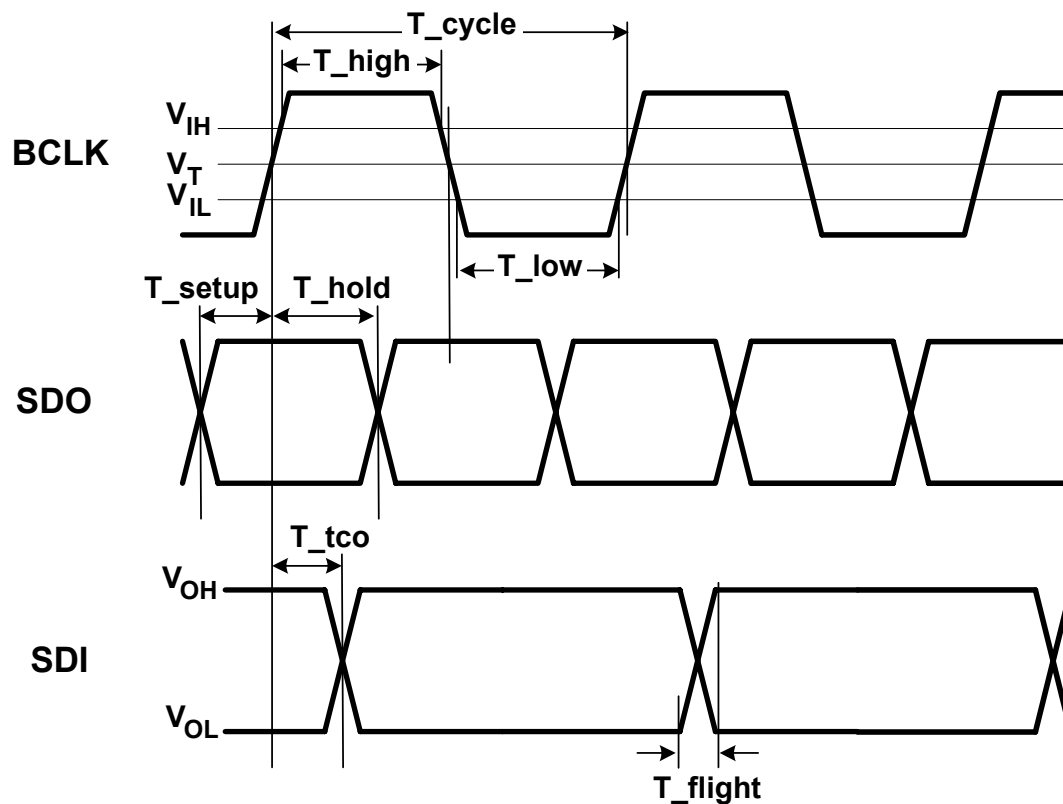 T_cycle
T_high
V_IH
BCLK
V_T
V_IL
T_low
T_setup
T_hold
SDO
T_tco
V_OH
SDI
V_OL
T_flight